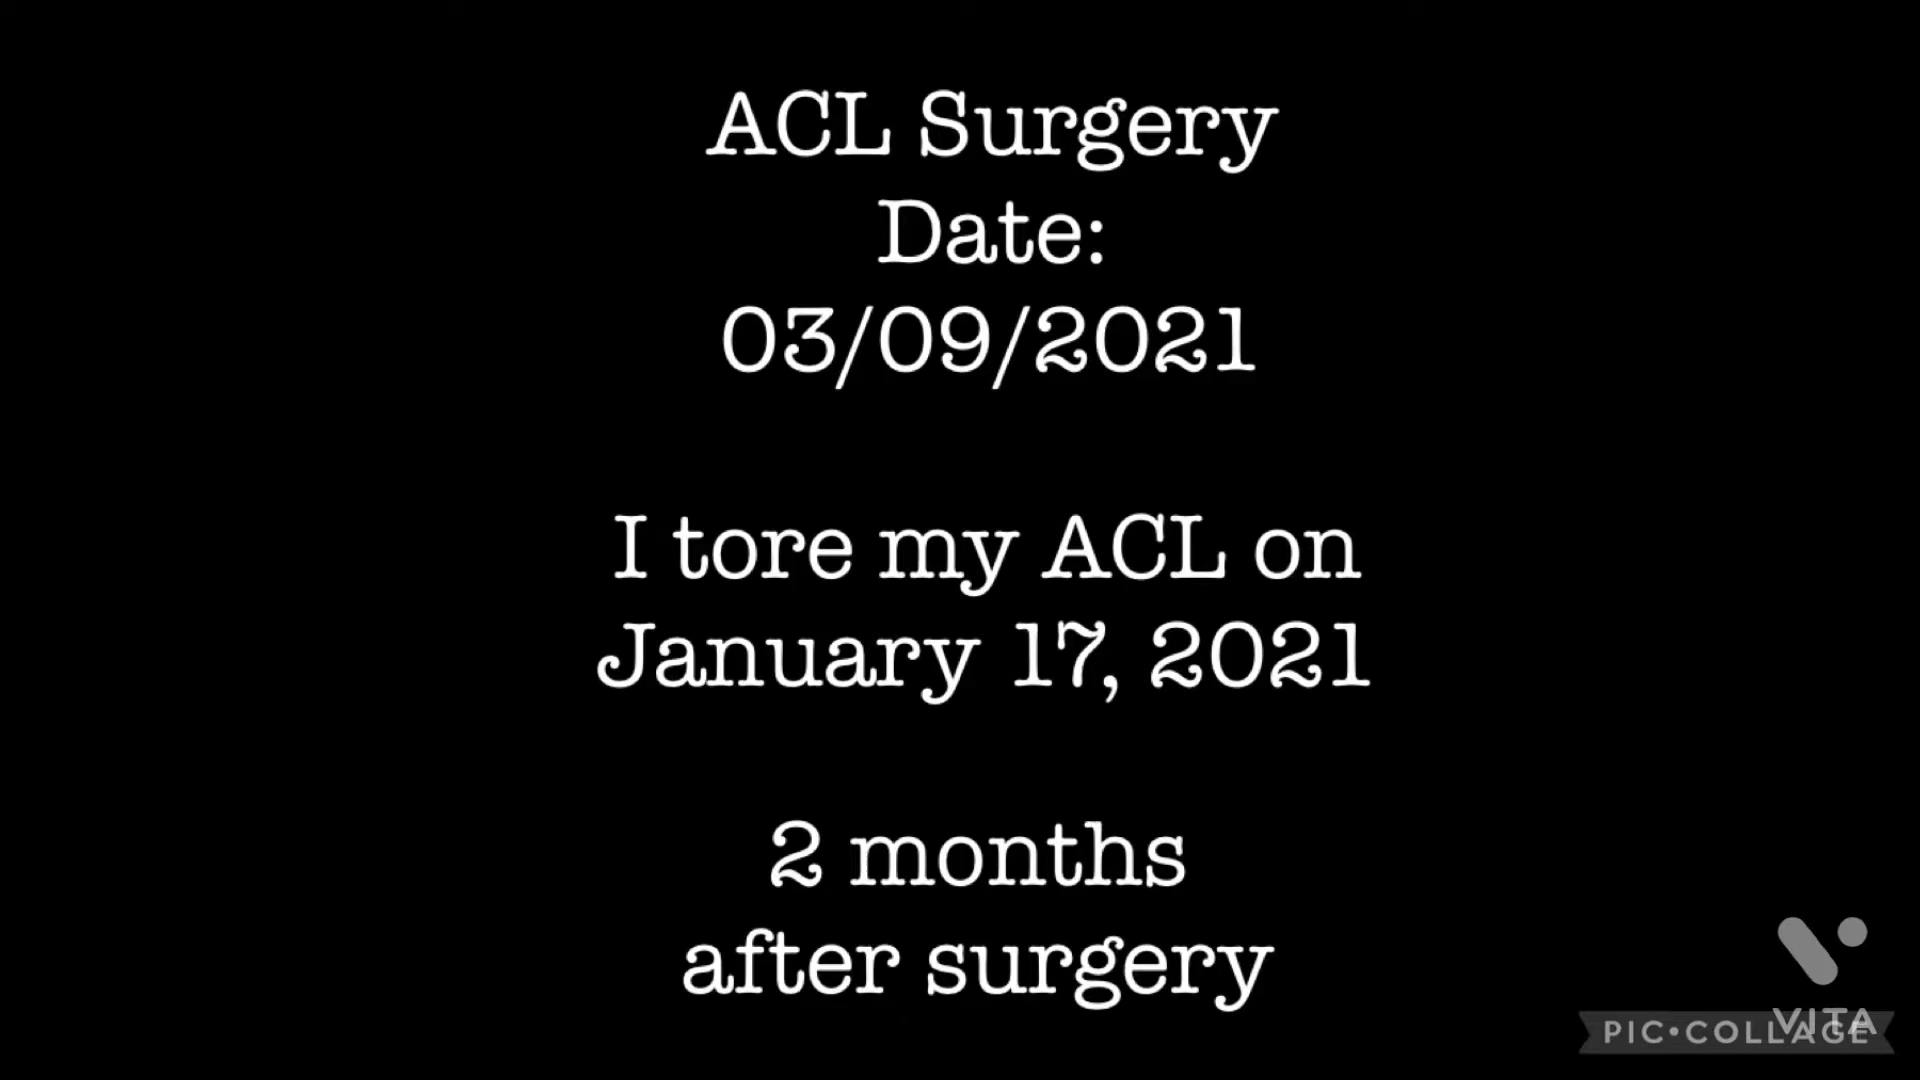 ACL Surgery
Date:
03/09/2021
I tore my ACL on
January 17, 2021
2 months
after surgery
VITA
PIC•COLLAGE